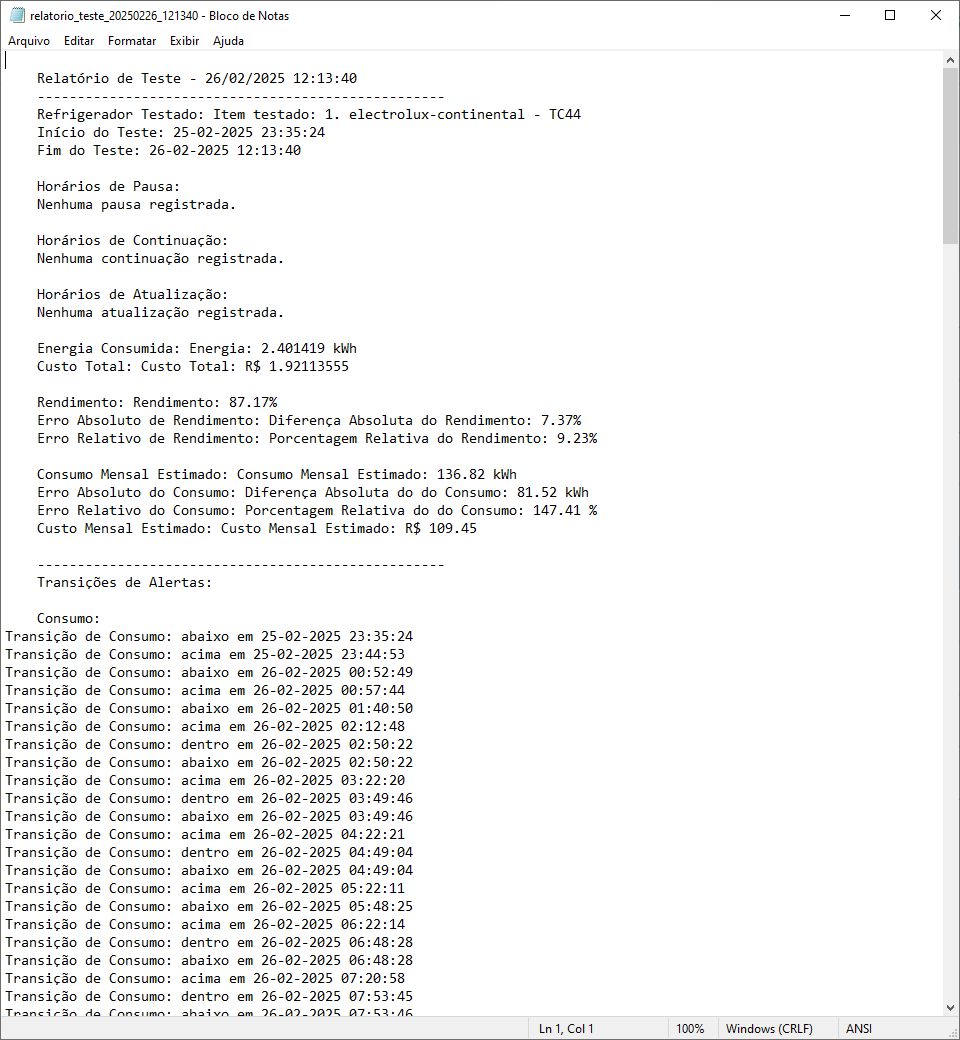 relatorio_teste_20250226_121340 - Bloco de Notas
Arquivo Editar Formatar Exibir Ajuda
Relatório de Teste - 26/02/2025 12:13:40
---------------------------------------------------
Refrigerador Testado: Item testado: 1. electrolux-continental - TC44
Início do Teste: 25-02-2025 23:35:24
Fim do Teste: 26-02-2025 12:13:40
Horários de Pausa:
Nenhuma pausa registrada.
Horários de Continuação:
Nenhuma continuação registrada.
Horários de Atualização:
Nenhuma atualização registrada.
Energia Consumida: Energia: 2.401419 kWh
Custo Total: Custo Total: R$ 1.92113555
Rendimento: Rendimento: 87.17%
Erro Absoluto de Rendimento: Diferença Absoluta do Rendimento: 7.37%
Erro Relativo de Rendimento: Porcentagem Relativa do Rendimento: 9.23%
Consumo Mensal Estimado: Consumo Mensal Estimado: 136.82 kWh
Erro Absoluto do Consumo: Diferença Absoluta do do Consumo: 81.52 kWh
Erro Relativo do Consumo: Porcentagem Relativa do do Consumo: 147.41 %
Custo Mensal Estimado: Custo Mensal Estimado: R$ 109.45
---------------------------------------------------
Transições de Alertas:
Consumo:
Transição de Consumo: abaixo em 25-02-2025 23:35:24
Transição de Consumo: acima em 25-02-2025 23:44:53
Transição de Consumo: abaixo em 26-02-2025 00:52:49
Transição de Consumo: acima em 26-02-2025 00:57:44
Transição de Consumo: abaixo em 26-02-2025 01:40:50
Transição de Consumo: acima em 26-02-2025 02:12:48
Transição de Consumo: dentro em 26-02-2025 02:50:22
Transição de Consumo: abaixo em 26-02-2025 02:50:22
Transição de Consumo: acima em 26-02-2025 03:22:20
Transição de Consumo: dentro em 26-02-2025 03:49:46
Transição de Consumo: abaixo em 26-02-2025 03:49:46
Transição de Consumo: acima em 26-02-2025 04:22:21
Transição de Consumo: dentro em 26-02-2025 04:49:04
Transição de Consumo: abaixo em 26-02-2025 04:49:04
Transição de Consumo: acima em 26-02-2025 05:22:11
Transição de Consumo: abaixo em 26-02-2025 05:48:25
Transição de Consumo: acima em 26-02-2025 06:22:14
Transição de Consumo: dentro em 26-02-2025 06:48:28
Transição de Consumo: abaixo em 26-02-2025 06:48:28
Transição de Consumo: acima em 26-02-2025 07:20:58
Transição de Consumo: dentro em 26-02-2025 07:53:45
Transição de Consumo: abaixo em 26-02-2025 07:53:46
Ln 1, Col 1 100% Windows (CRLF) ANSI